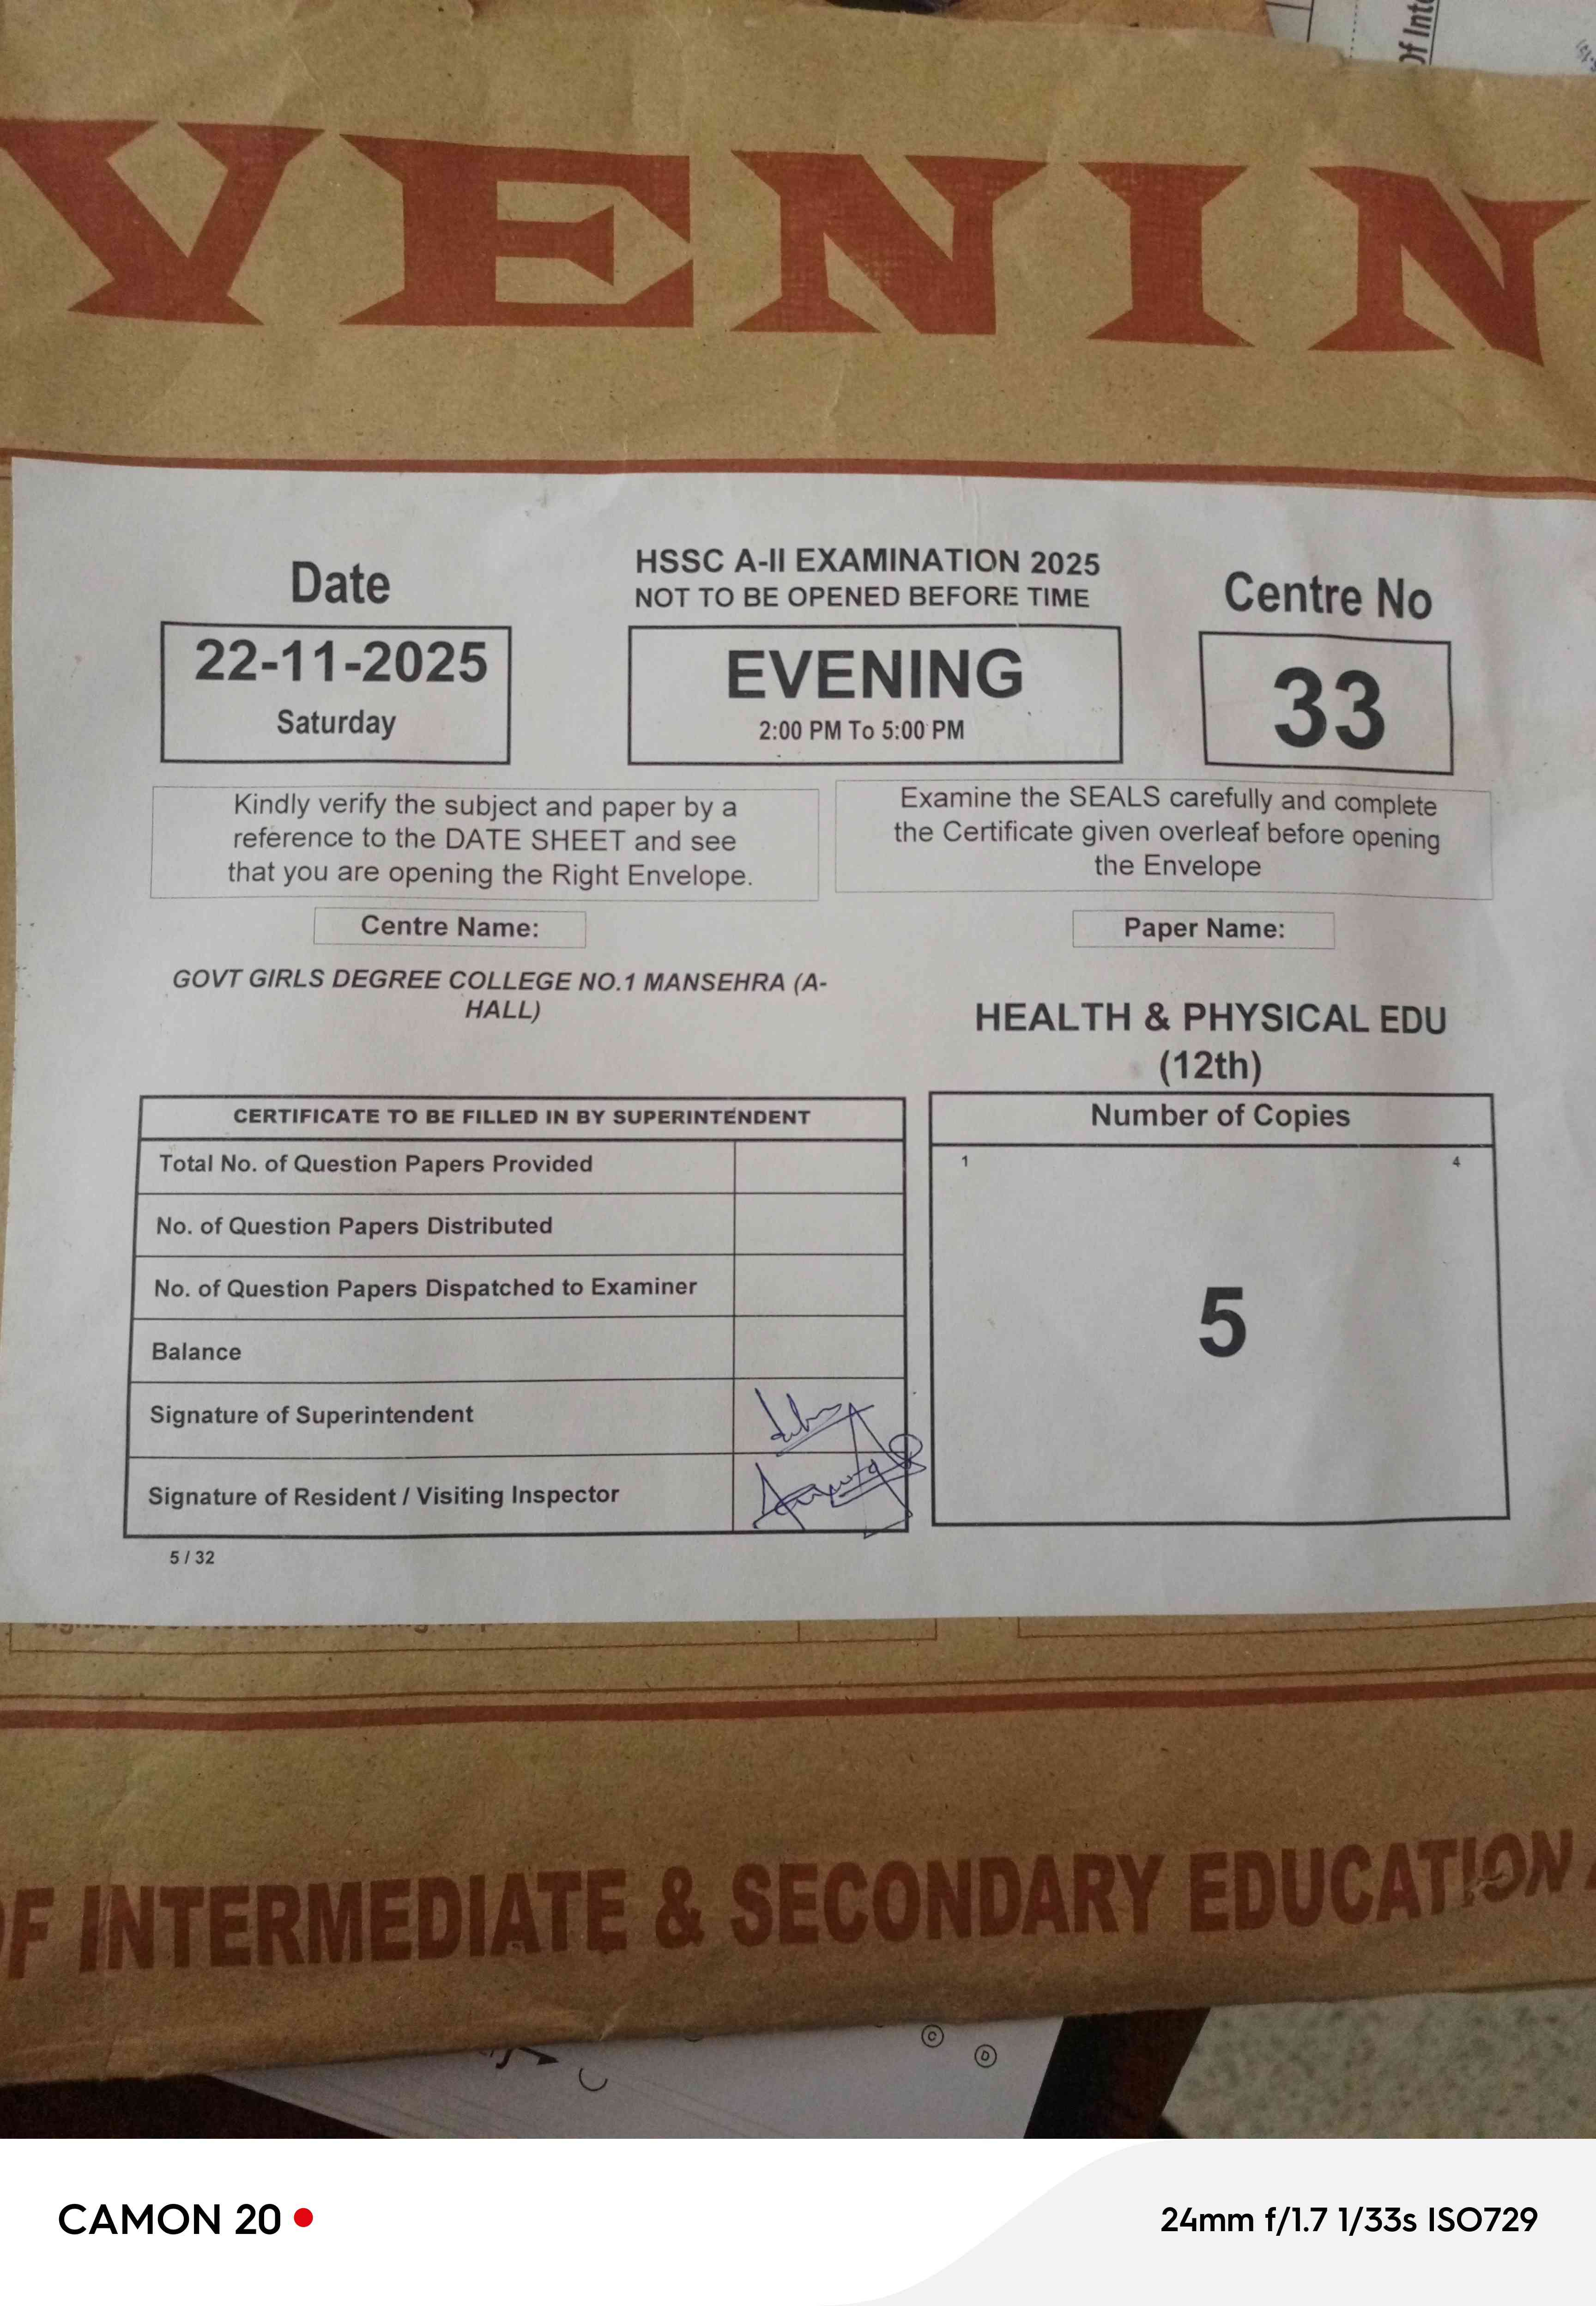 Of Inte
VENIN
Date
22-11-2025
Saturday
HSSC A-II EXAMINATION 2025
NOT TO BE OPENED BEFORE TIME
EVENING
2:00 PM To 5:00 PM
Centre No
33
Kindly verify the subject and paper by a
reference to the DATE SHEET and see
that you are opening the Right Envelope.
Examine the SEALS carefully and complete
the Certificate given overleaf before opening
the Envelope
Centre Name:
GOVT GIRLS DEGREE COLLEGE NO.1 MANSEHRA (A-
HALL)
Paper Name:
HEALTH & PHYSICAL EDU
(12th)
CERTIFICATE TO BE FILLED IN BY SUPERINTENDENT
Total No. of Question Papers Provided
No. of Question Papers Distributed
No. of Question Papers Dispatched to Examiner
Balance
Signature of Superintendent
Signature of Resident / Visiting Inspector
5 / 32
Number of Copies
1 4
5
F INTERMEDIATE & SECONDARY EDUCATION
C
D
CAMON 20
24mm f/1.7 1/33s ISO729